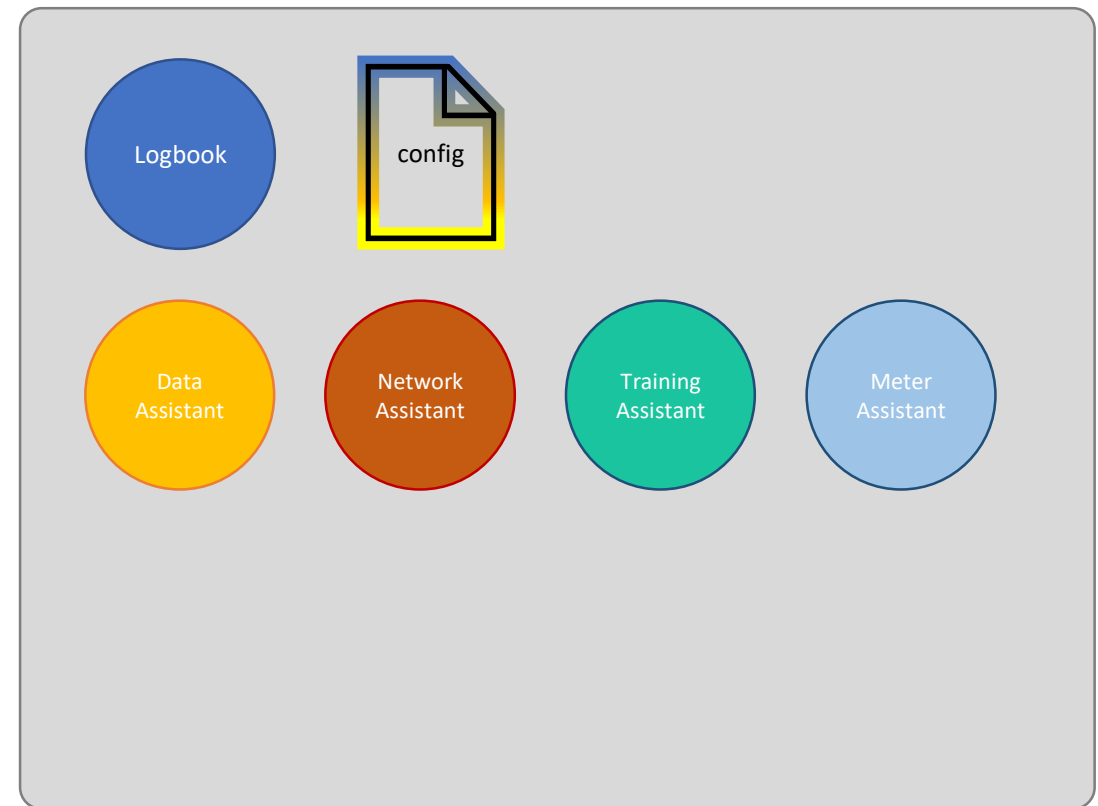 Logbook
config
Data
Assistant
Network
Assistant
Training
Assistant
Meter
Assistant